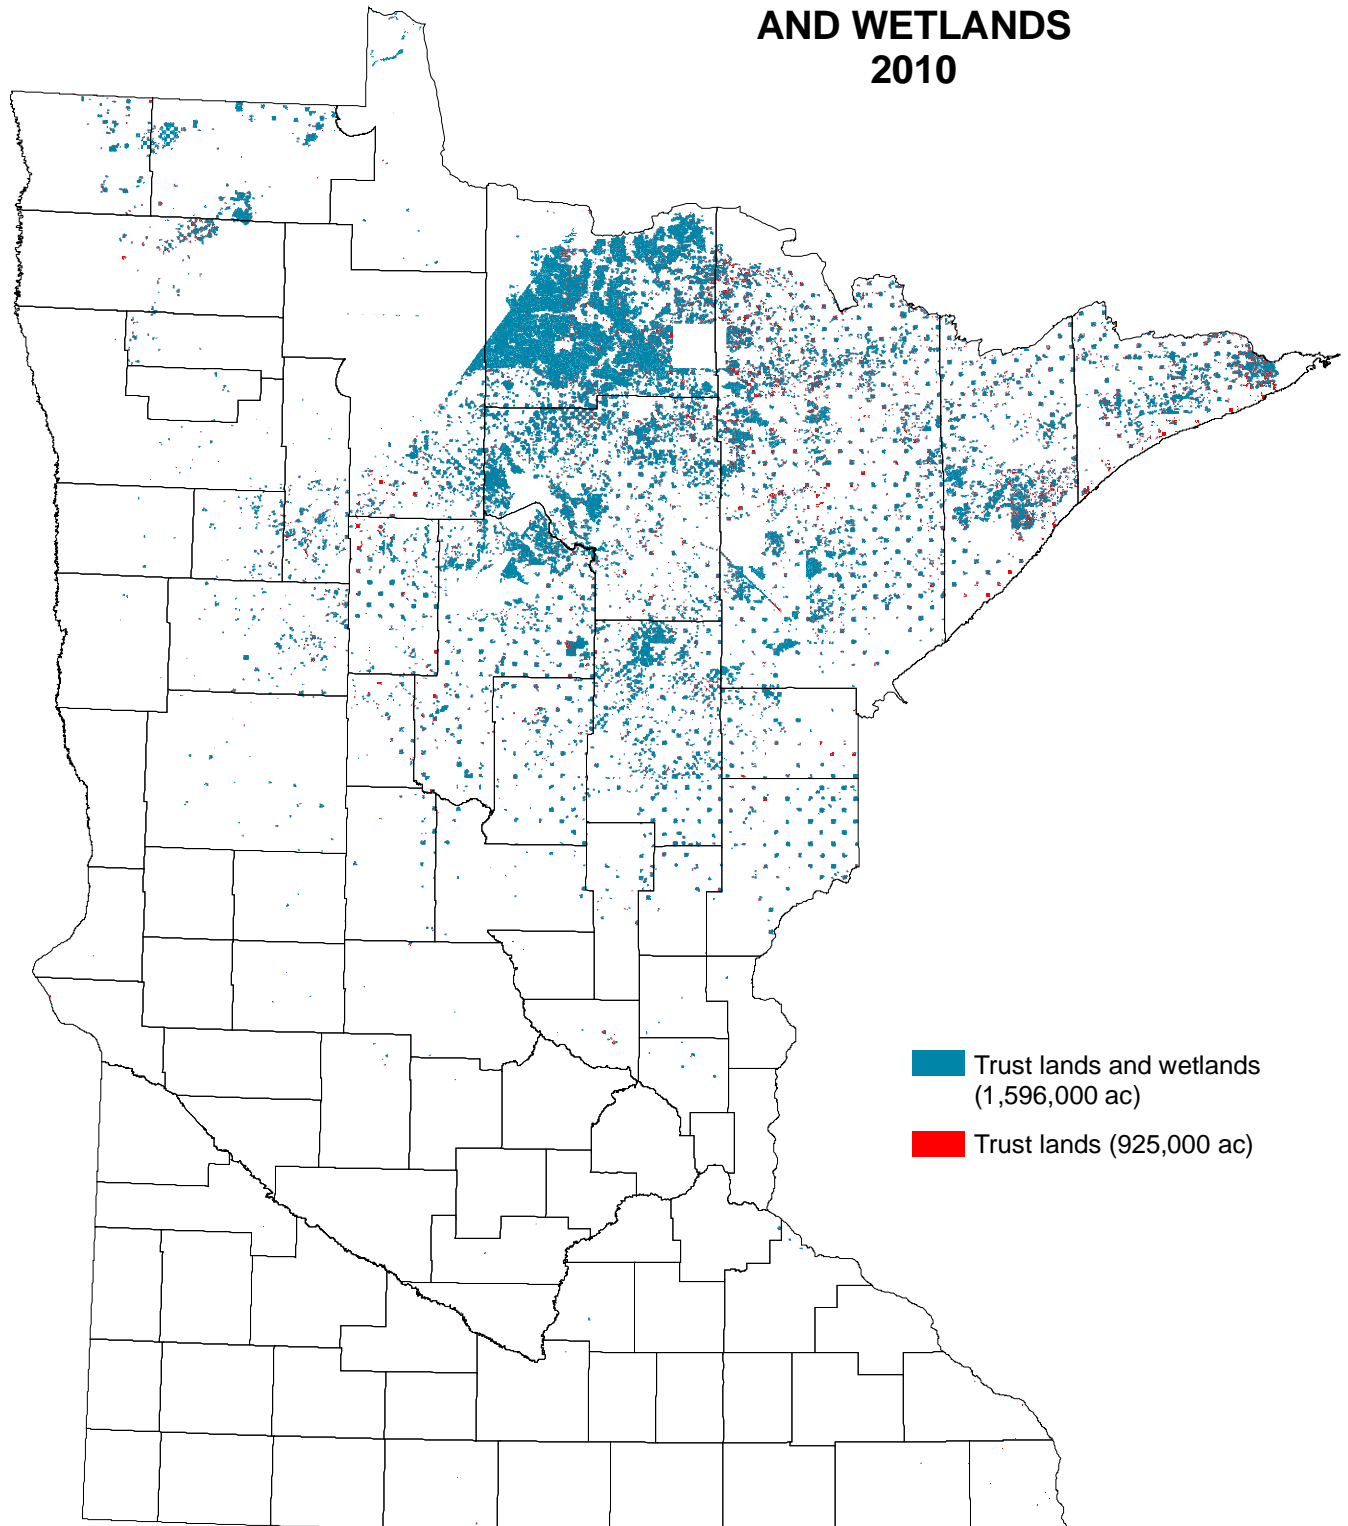 AND WETLANDS
2010
Trust lands and wetlands
(1,596,000 ac)
Trust lands (925,000 ac)